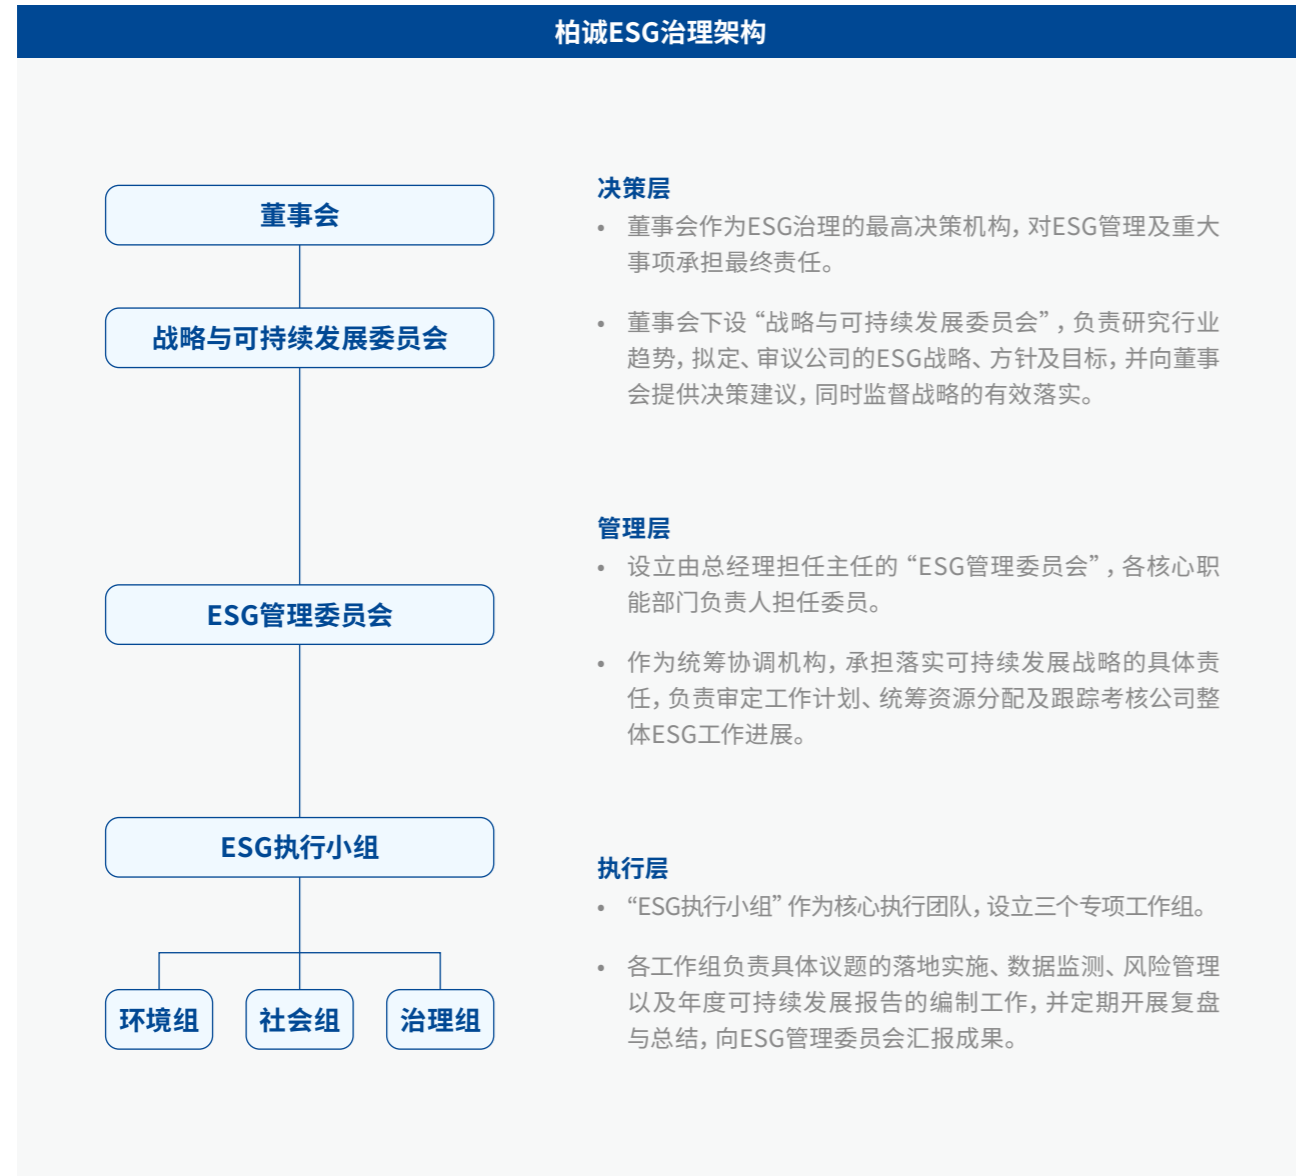 柏诚ESG治理架构
董事会
战略与可持续发展委员会
ESG管理委员会
ESG执行小组
环境组
社会组
治理组
决策层
• 董事会作为ESG治理的最高决策机构，对ESG管理及重大
事项承担最终责任。
• 董事会下设“战略与可持续发展委员会”，负责研究行业
趋势，拟定、审议公司的ESG战略、方针及目标，并向董事
会提供决策建议，同时监督战略的有效落实。
管理层
• 设立由总经理担任主任的“ESG管理委员会”，各核心职
能部门负责人担任委员。
• 作为统筹协调机构，承担落实可持续发展战略的具体责
任，负责审定工作计划、统筹资源分配及跟踪考核公司整
体ESG工作进展。
执行层
• “ESG执行小组”作为核心执行团队，设立三个专项工作组。
• 各工作组负责具体议题的落地实施、数据监测、风险管理
以及年度可持续发展报告的编制工作，并定期开展复盘
与总结，向ESG管理委员会汇报成果。